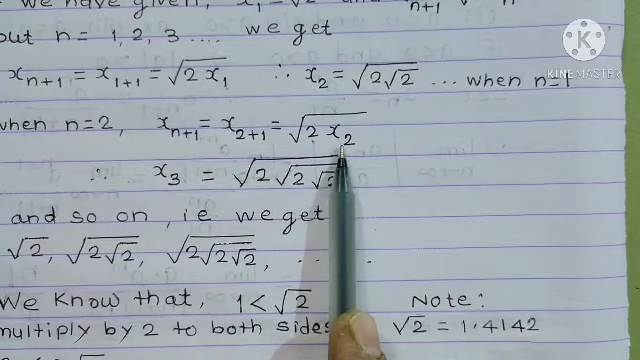 we have given, x₁ = √2 and n+1
put n = 1, 2, 3 .... we get
xₙ₊₁ = x₁₊₁ = √(2 x₁) ∴ x₂ = √(2√2) ... when n=1
when n=2, xₙ₊₁ = x₂₊₁ = √(2 x₂)
∴ x₃ = √(2√(2√2))
and so on, i.e we get
√2, √(2√2), √(2√(2√2)), ....
We know that, 1 < √2 Note:
multiply by 2 to both sides √2 = 1.4142
KINEMASTER